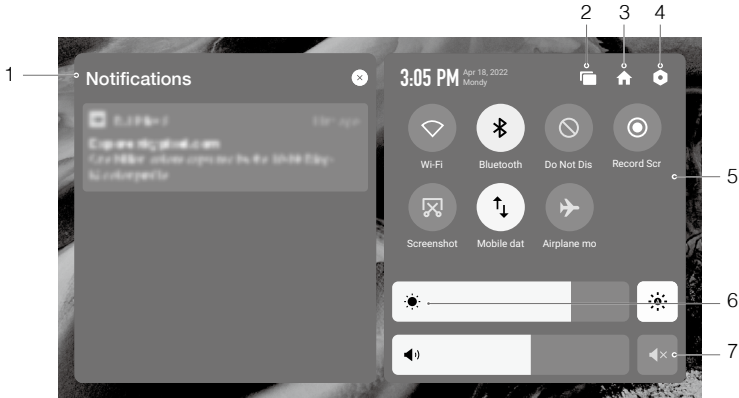 2 3 4
1
Notifications
3:05 PM Apr 18, 2022
Mondy
Wi-Fi Bluetooth Do Not Dis Record Scr
5
Screenshot Mobile dat Airplane mo
6
7